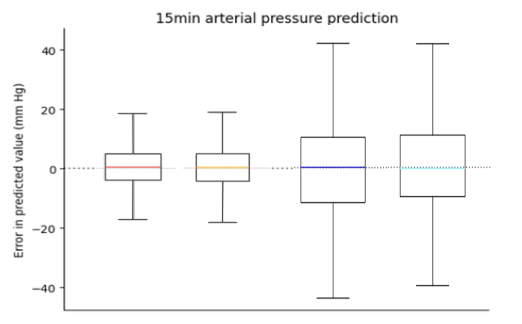 15min arterial pressure prediction
Error in predicted value (mm Hg)
40
20
0
−20
−40